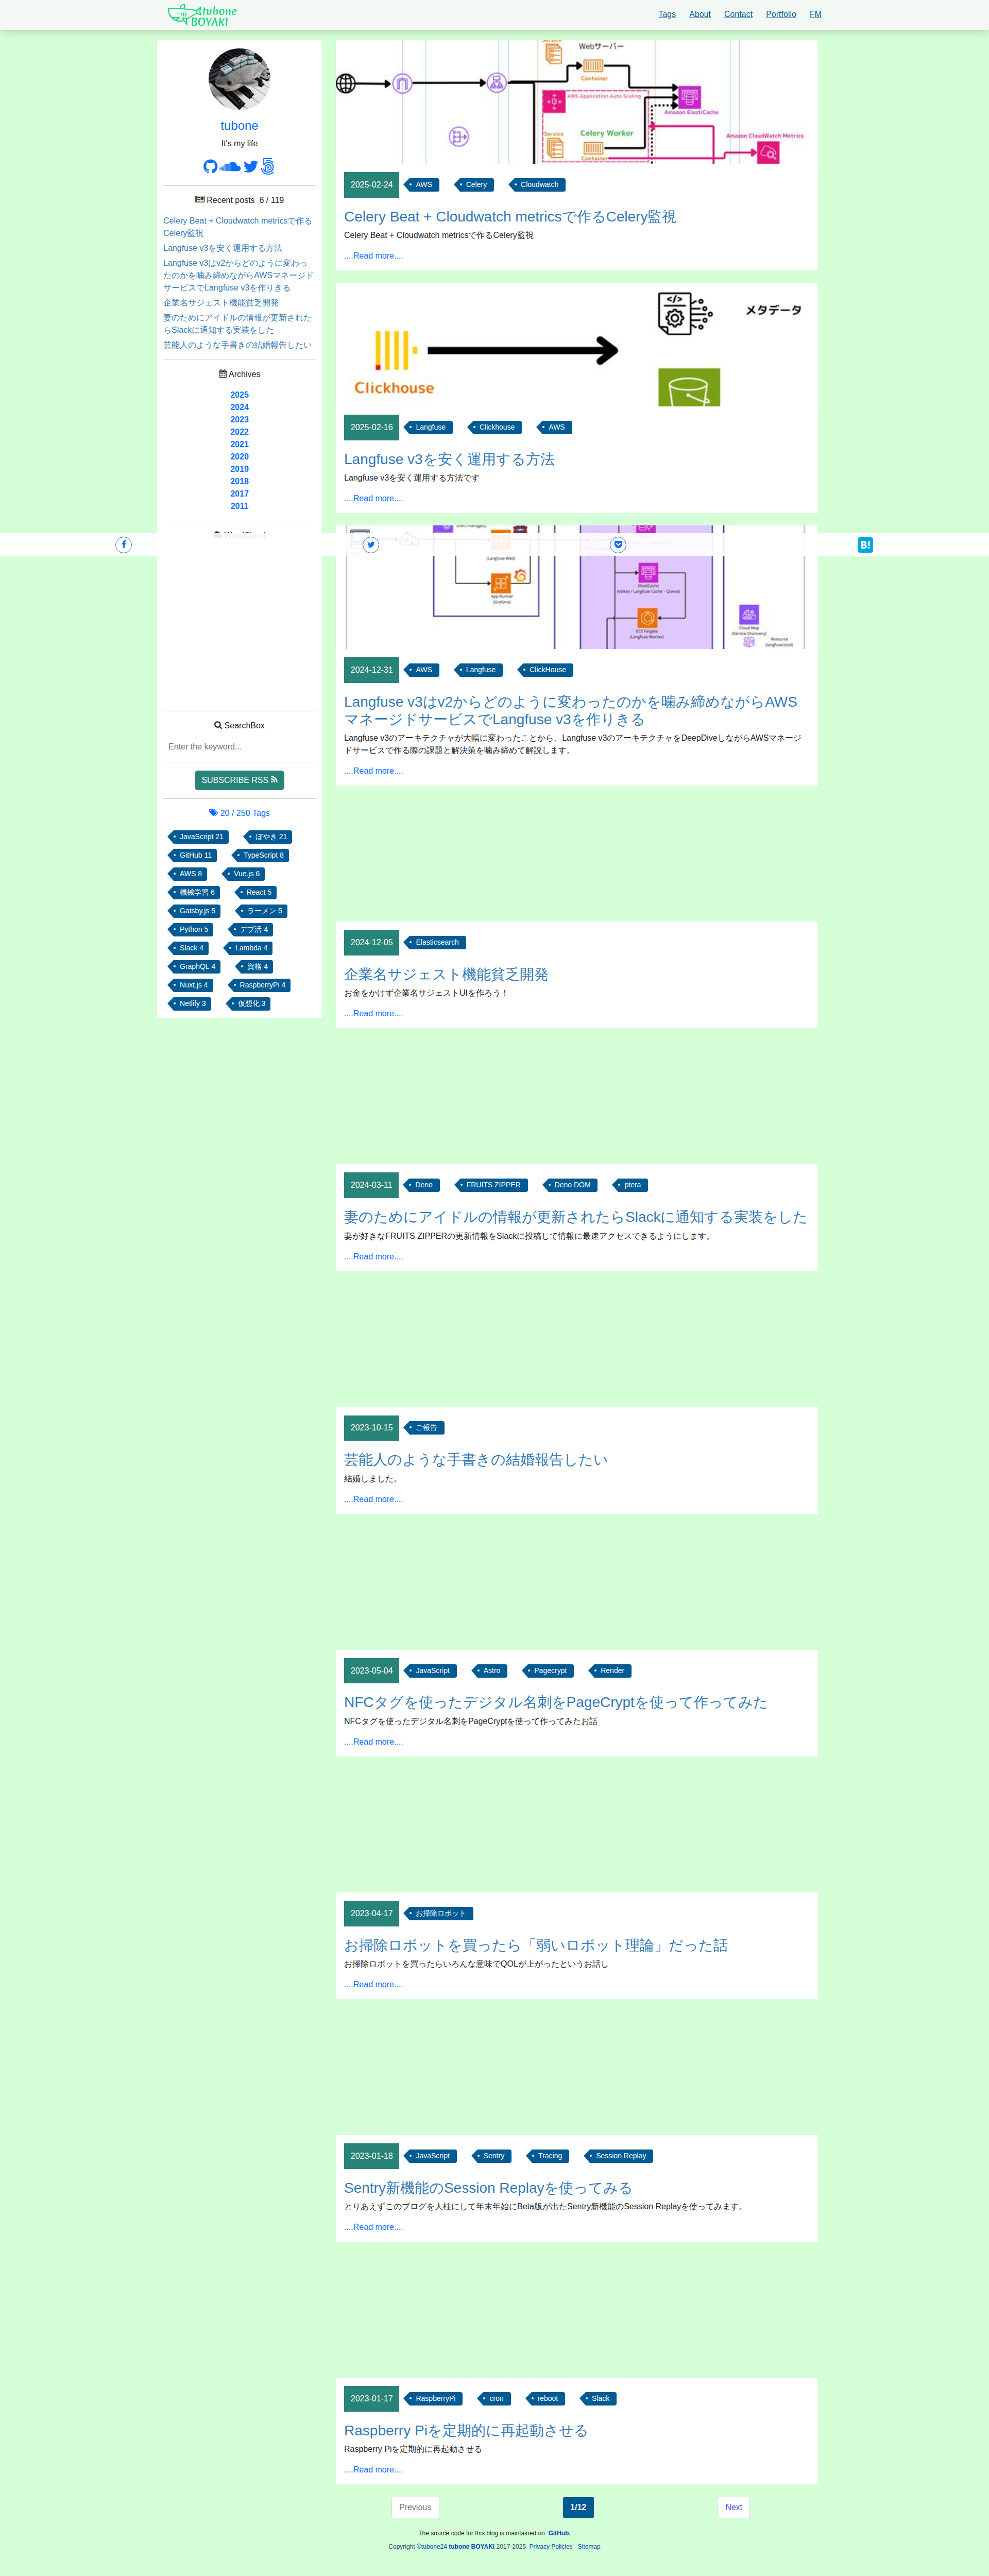 tubone
BOYAKI
Tags
About
Contact
Portfolio
FM
tubone
It's my life
Recent posts 6 / 119
Celery Beat + Cloudwatch metricsで作る
Celery監視
Langfuse v3を安く運用する方法
Langfuse v3はv2からどのように変わっ
たのかを噛み締めながらAWSマネージド
サービスでLangfuse v3を作りきる
企業名サジェスト機能貧乏開発
妻のためにアイドルの情報が更新された
らSlackに通知する実装をした
芸能人のような手書きの結婚報告したい
Archives
2025
2024
2023
2022
2021
2020
2019
2018
2017
2011
SearchBox
Enter the keyword...
SUBSCRIBE RSS
20 / 250 Tags
JavaScript 21
ぼやき 21
GitHub 11
TypeScript 8
AWS 8
Vue.js 6
機械学習 6
React 5
Gatsby.js 5
ラーメン 5
Python 5
デブ活 4
Slack 4
Lambda 4
GraphQL 4
資格 4
Nuxt.js 4
RaspberryPi 4
Netlify 3
仮想化 3
Webサーバー
Service
Container
AWS Application Auto Scaling
Amazon ElastiCache
Service
Celery Worker
Amazon CloudWatch Metrics
Container
2025-02-24
AWS
Celery
Cloudwatch
Celery Beat + Cloudwatch metricsで作るCelery監視
Celery Beat + Cloudwatch metricsで作るCelery監視
....Read more....
メタデータ
Clickhouse
2025-02-16
Langfuse
Clickhouse
AWS
Langfuse v3を安く運用する方法
Langfuse v3を安く運用する方法です
....Read more....
B!
(Langfuse Web)
App Runner
(Grafana)
ElastiCache
(Valkey / Langfuse Cache - Queue)
ECS Fargate
(Langfuse Worker)
Cloud Map
(Service Discovery)
Resource
(langfuse.local)
2024-12-31
AWS
Langfuse
ClickHouse
Langfuse v3はv2からどのように変わったのかを噛み締めながらAWS
マネージドサービスでLangfuse v3を作りきる
Langfuse v3のアーキテクチャが大幅に変わったことから、Langfuse v3のアーキテクチャをDeepDiveしながらAWSマネージ
ドサービスで作る際の課題と解決策を噛み締めて解説します。
....Read more....
2024-12-05
Elasticsearch
企業名サジェスト機能貧乏開発
お金をかけず企業名サジェストUIを作ろう！
....Read more....
2024-03-11
Deno
FRUITS ZIPPER
Deno DOM
ptera
妻のためにアイドルの情報が更新されたらSlackに通知する実装をした
妻が好きなFRUITS ZIPPERの更新情報をSlackに投稿して情報に最速アクセスできるようにします。
....Read more....
2023-10-15
ご報告
芸能人のような手書きの結婚報告したい
結婚しました。
....Read more....
2023-05-04
JavaScript
Astro
Pagecrypt
Render
NFCタグを使ったデジタル名刺をPageCryptを使って作ってみた
NFCタグを使ったデジタル名刺をPageCryptを使って作ってみたお話
....Read more....
2023-04-17
お掃除ロボット
お掃除ロボットを買ったら「弱いロボット理論」だった話
お掃除ロボットを買ったらいろんな意味でQOLが上がったというお話し
....Read more....
2023-01-18
JavaScript
Sentry
Tracing
Session Replay
Sentry新機能のSession Replayを使ってみる
とりあえずこのブログを人柱にして年末年始にBeta版が出たSentry新機能のSession Replayを使ってみます。
....Read more....
2023-01-17
RaspberryPi
cron
reboot
Slack
Raspberry Piを定期的に再起動させる
Raspberry Piを定期的に再起動させる
....Read more....
Previous
1/12
Next
The source code for this blog is maintained on GitHub.
Copyright ©tubone24 tubone BOYAKI 2017-2025 Privacy Policies Sitemap